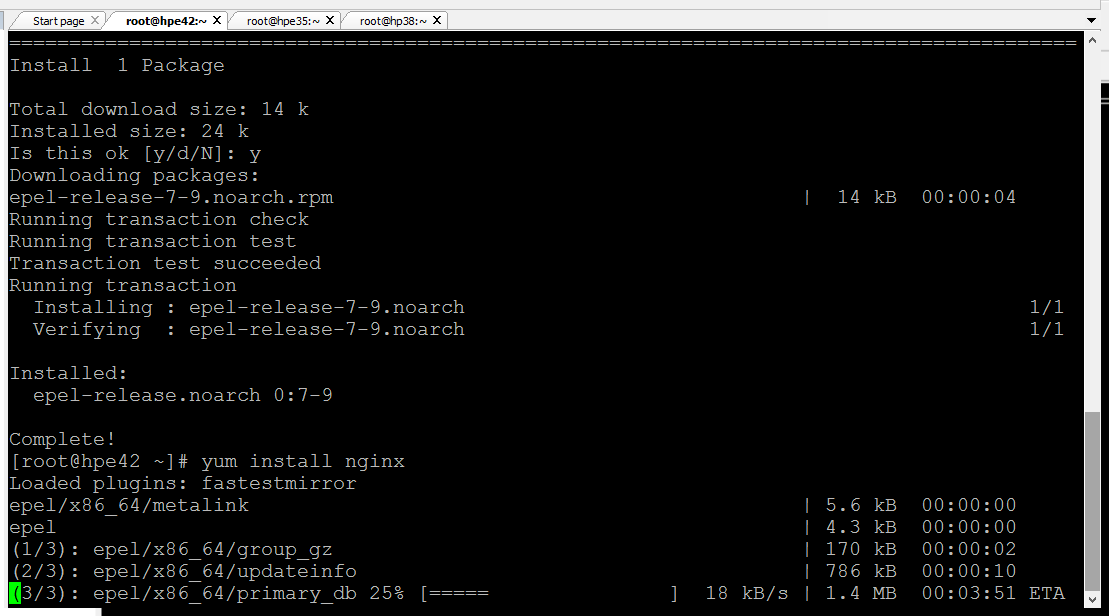 Start page root@hpe42:~ root@hpe35:~ root@hp38:~
================================================================================
Install  1 Package
Total download size: 14 k
Installed size: 24 k
Is this ok [y/d/N]: y
Downloading packages:
epel-release-7-9.noarch.rpm | 14 kB 00:00:04
Running transaction check
Running transaction test
Transaction test succeeded
Running transaction
  Installing : epel-release-7-9.noarch 1/1
  Verifying  : epel-release-7-9.noarch 1/1
Installed:
  epel-release.noarch 0:7-9
Complete!
[root@hpe42 ~]# yum install nginx
Loaded plugins: fastestmirror
epel/x86_64/metalink | 5.6 kB 00:00:00
epel | 4.3 kB 00:00:00
(1/3): epel/x86_64/group_gz | 170 kB 00:00:02
(2/3): epel/x86_64/updateinfo | 786 kB 00:00:10
(3/3): epel/x86_64/primary_db 25% [===== ] 18 kB/s | 1.4 MB 00:03:51 ETA